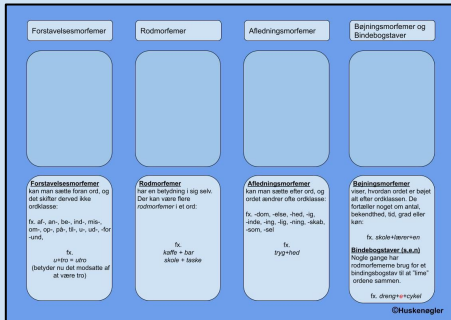 Forstavelsesmorfemer
Rodmorfemer
Afledningsmorfemer
Bøjningsmorfemer og
Bindebogstaver
Forstavelsesmorfemer
kan man sætte foran ord, og
det skifter derved ikke
ordklasse:
fx. af-, an-, be-, ind-, mis-,
om-, op-, på-, til-, u-, ud-, -for
-und,
fx.
u+tro = utro
(betyder nu det modsatte af
at være tro)
Rodmorfemer
har en betydning i sig selv.
Der kan være flere
rodmorfemer i et ord:
fx.
kaffe + bar
skole + taske
Afledningsmorfemer
kan man sætte efter ord, og
ordet ændrer ofte ordklasse:
fx. -dom, -else, -hed, -ig,
-inde, -ing, -lig, -ning, -skab,
-som, -sel
fx.
tryg+hed
Bøjningsmorfemer
viser, hvordan ordet er bøjet
alt efter ordklassen. De
fortæller noget om antal,
bekendthed, tid, grad eller
køn:
fx. skole+lærer+en
Bindebogstaver (s,e,n)
Nogle gange har
rodmorfemerne brug for et
bindingsbogstav til at "lime"
ordene sammen.
fx. dreng+e+cykel
©Huskenøgler